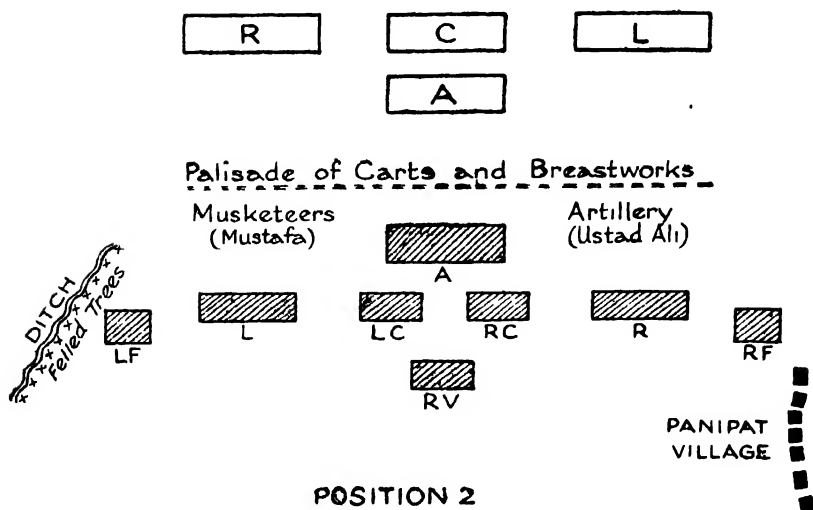 R C L
A
Palisade of Carts and Breastworks
Musketeers
(Mustafa)
Artillery
(Ustad Ali)
A
DITCH
Felled Trees
LF
L
LC
RC
R
RF
RV
PANIPAT
VILLAGE
POSITION 2